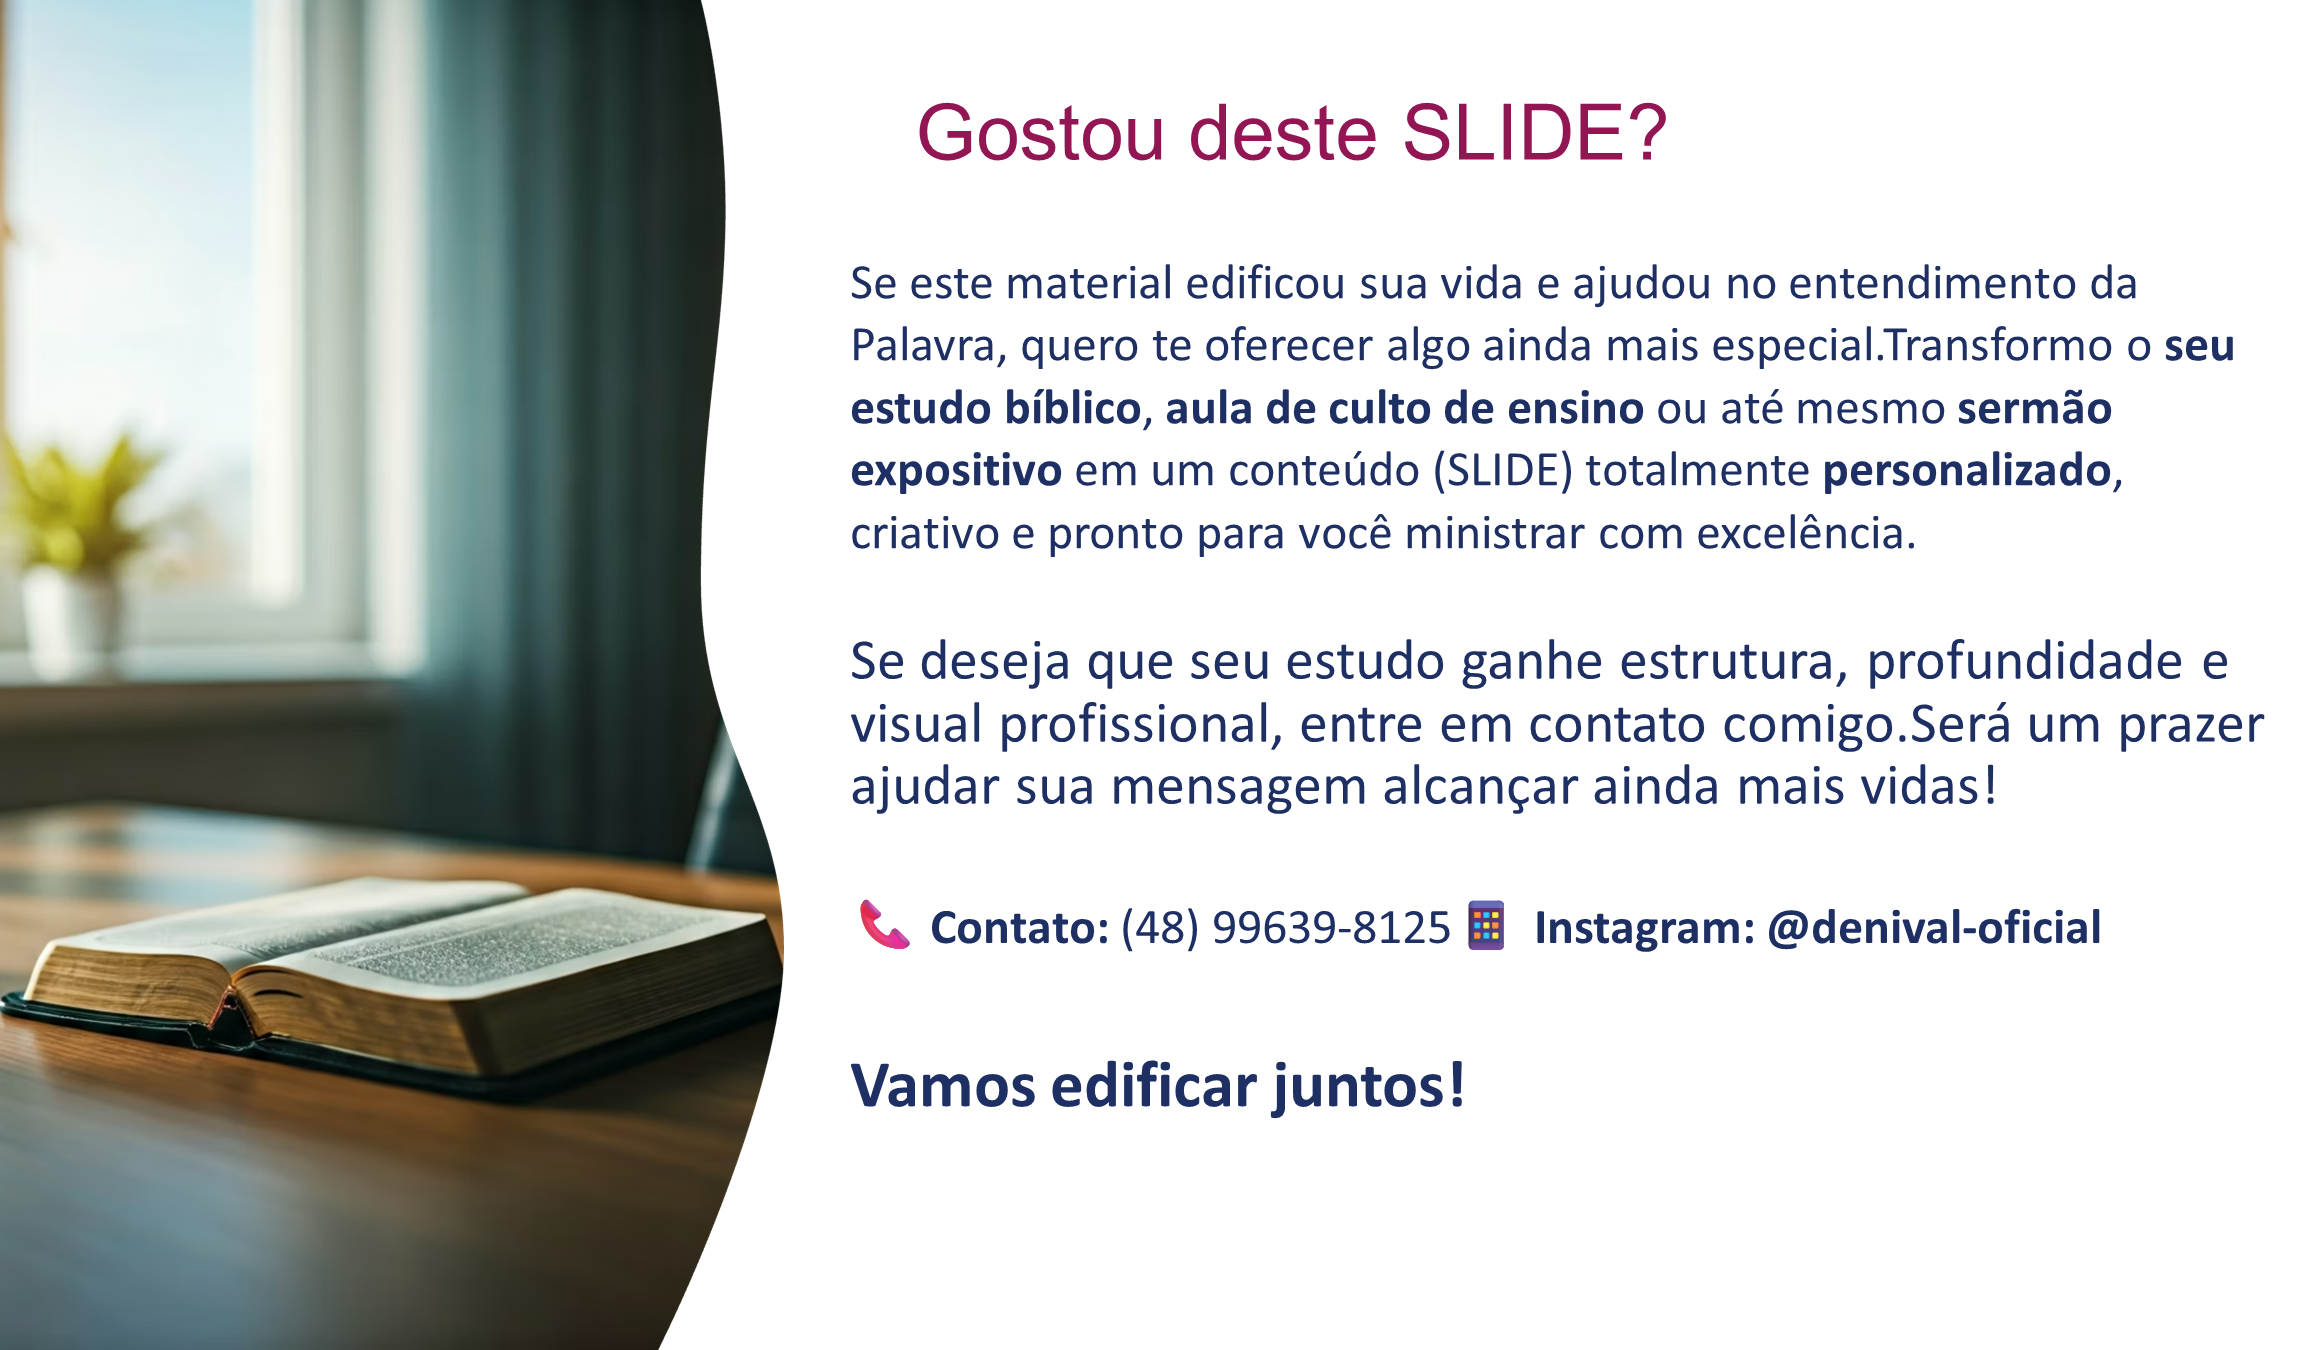 Gostou deste SLIDE?
Se este material edificou sua vida e ajudou no entendimento da
Palavra, quero te oferecer algo ainda mais especial.Transformo o seu
estudo bíblico, aula de culto de ensino ou até mesmo sermão
expositivo em um conteúdo (SLIDE) totalmente personalizado,
criativo e pronto para você ministrar com excelência.
Se deseja que seu estudo ganhe estrutura, profundidade e
visual profissional, entre em contato comigo.Será um prazer
ajudar sua mensagem alcançar ainda mais vidas!
Contato: (48) 99639-8125 Instagram: @denival-oficial
Vamos edificar juntos!